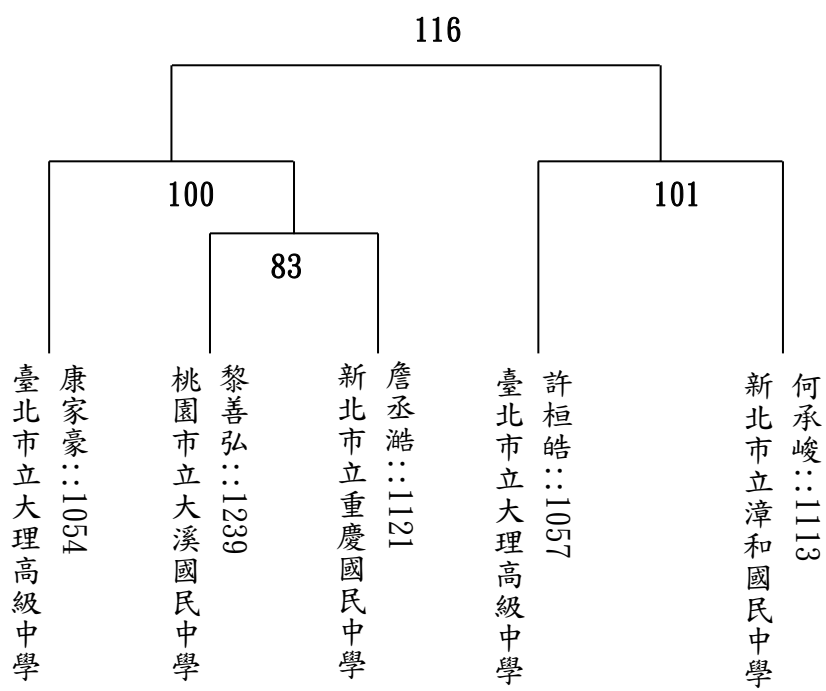 116
100
101
83
康家豪::1054
臺北市立大理高級中學
黎善弘::1239
桃園市立大溪國民中學
詹丞澔::1121
新北市立重慶國民中學
許桓皓::1057
臺北市立大理高級中學
何承峻::1113
新北市立漳和國民中學